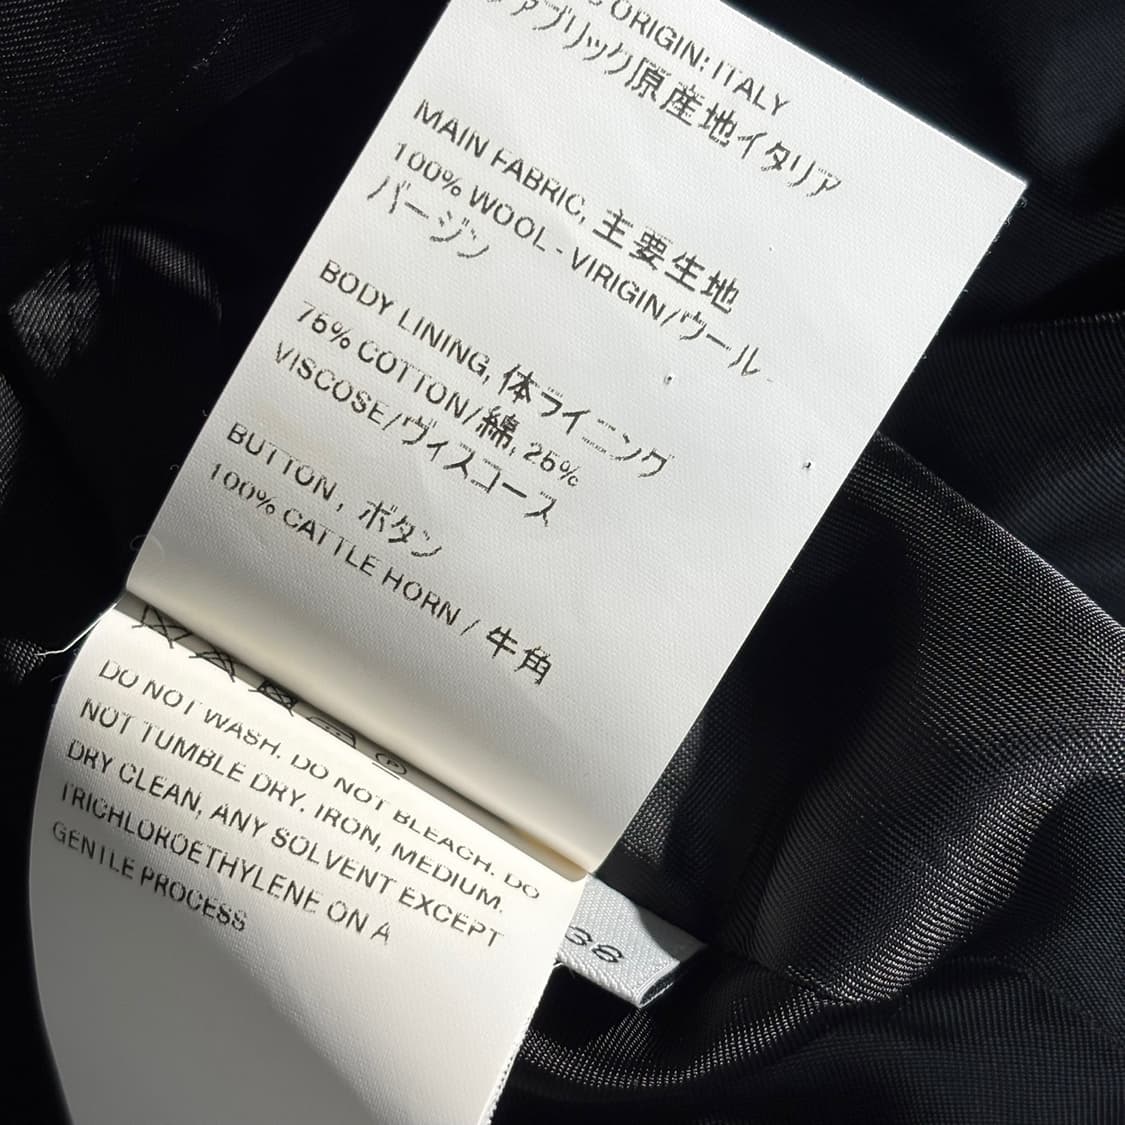 ORIGIN: ITALY
ファブリック原産地イタリア
MAIN FABRIC, 主要生地
100% WOOL - VIRIGIN/ウール -
バージン
BODY LINING, 体ライニング
75% COTTON/綿, 25%
VISCOSE/ヴィスコース
BUTTON, ボタン
100% CATTLE HORN / 牛角
DO NOT WASH. DO NOT BLEACH. DO
NOT TUMBLE DRY. IRON, MEDIUM.
DRY CLEAN, ANY SOLVENT EXCEPT
TRICHLOROETHYLENE ON A
GENTLE PROCESS
38